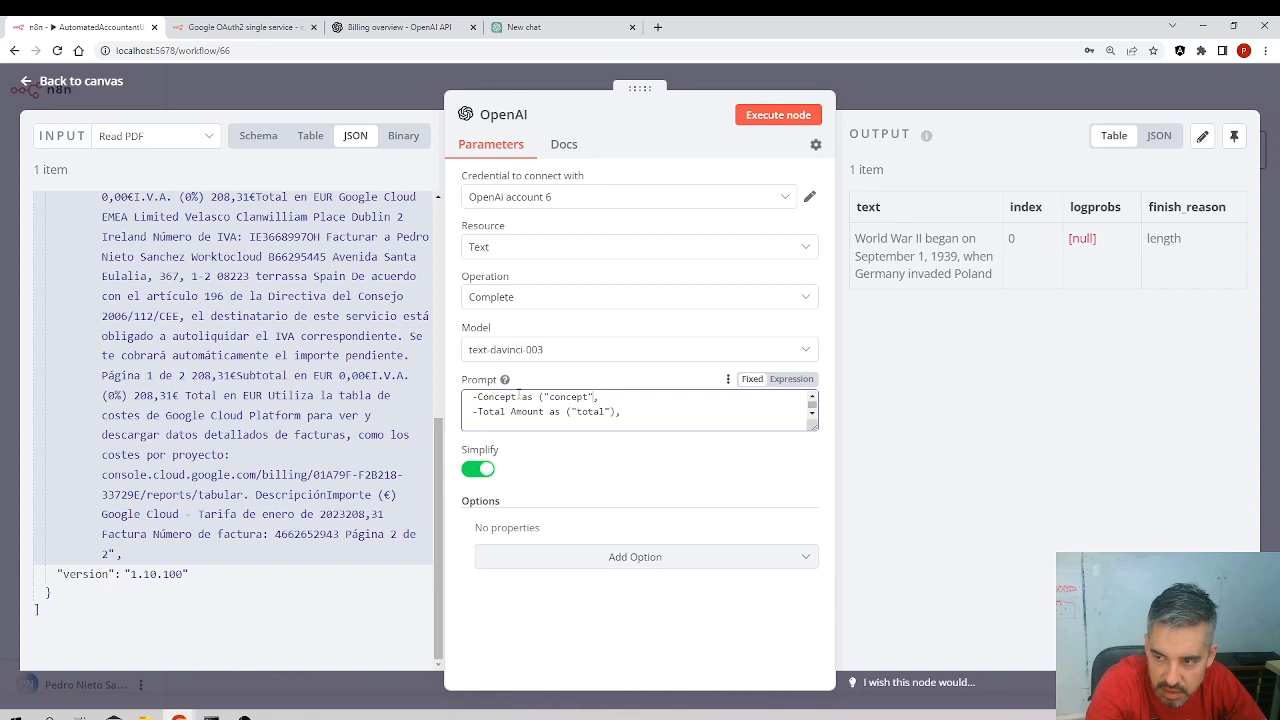 n8n - ▶ AutomatedAccountantU
Google OAuth2 single service - n
Billing overview - OpenAI API
New chat
localhost:5678/workflow/66
P
Back to canvas
n8n
INPUT
Read PDF
Schema
Table
JSON
Binary
1 item
0,00€I.V.A. (0%) 208,31€Total en EUR Google Cloud
EMEA Limited Velasco Clanwilliam Place Dublin 2
Ireland Número de IVA: IE3668997OH Facturar a Pedro
Nieto Sanchez Worktocloud B66295445 Avenida Santa
Eulalia, 367, 1-2 08223 terrassa Spain De acuerdo
con el artículo 196 de la Directiva del Consejo
2006/112/CEE, el destinatario de este servicio está
obligado a autoliquidar el IVA correspondiente. Se
te cobrará automáticamente el importe pendiente.
Página 1 de 2 208,31€Subtotal en EUR 0,00€I.V.A.
(0%) 208,31€ Total en EUR Utiliza la tabla de
costes de Google Cloud Platform para ver y
descargar datos detallados de facturas, como los
costes por proyecto:
console.cloud.google.com/billing/01A79F-F2B218-
33729E/reports/tabular. DescripciónImporte (€)
Google Cloud - Tarifa de enero de 2023208,31
Factura Número de factura: 4662652943 Página 2 de
2",
"version": "1.10.100"
}
]
Pedro Nieto Sa...
OpenAI
Execute node
Parameters
Docs
Credential to connect with
OpenAi account 6
Resource
Text
Operation
Complete
Model
text-davinci-003
Prompt
Fixed
Expression
-Concept as ("concept",
-Total Amount as ("total"),
Simplify
Options
No properties
Add Option
OUTPUT
Table
JSON
1 item
text
index
logprobs
finish_reason
World War II began on
September 1, 1939, when
Germany invaded Poland
0
[null]
length
I wish this node would...